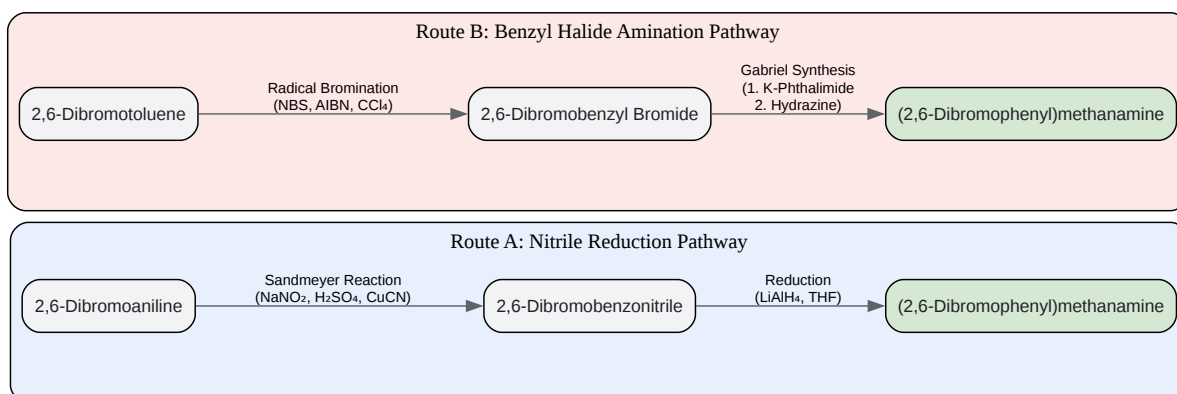 Route B: Benzyl Halide Amination Pathway
2,6-Dibromotoluene
Radical Bromination
(NBS, AIBN, CCl₄)
2,6-Dibromobenzyl Bromide
Gabriel Synthesis
(1. K-Phthalimide
2. Hydrazine)
(2,6-Dibromophenyl)methanamine
Route A: Nitrile Reduction Pathway
2,6-Dibromoaniline
Sandmeyer Reaction
(NaNO₂, H₂SO₄, CuCN)
2,6-Dibromobenzonitrile
Reduction
(LiAlH₄, THF)
(2,6-Dibromophenyl)methanamine